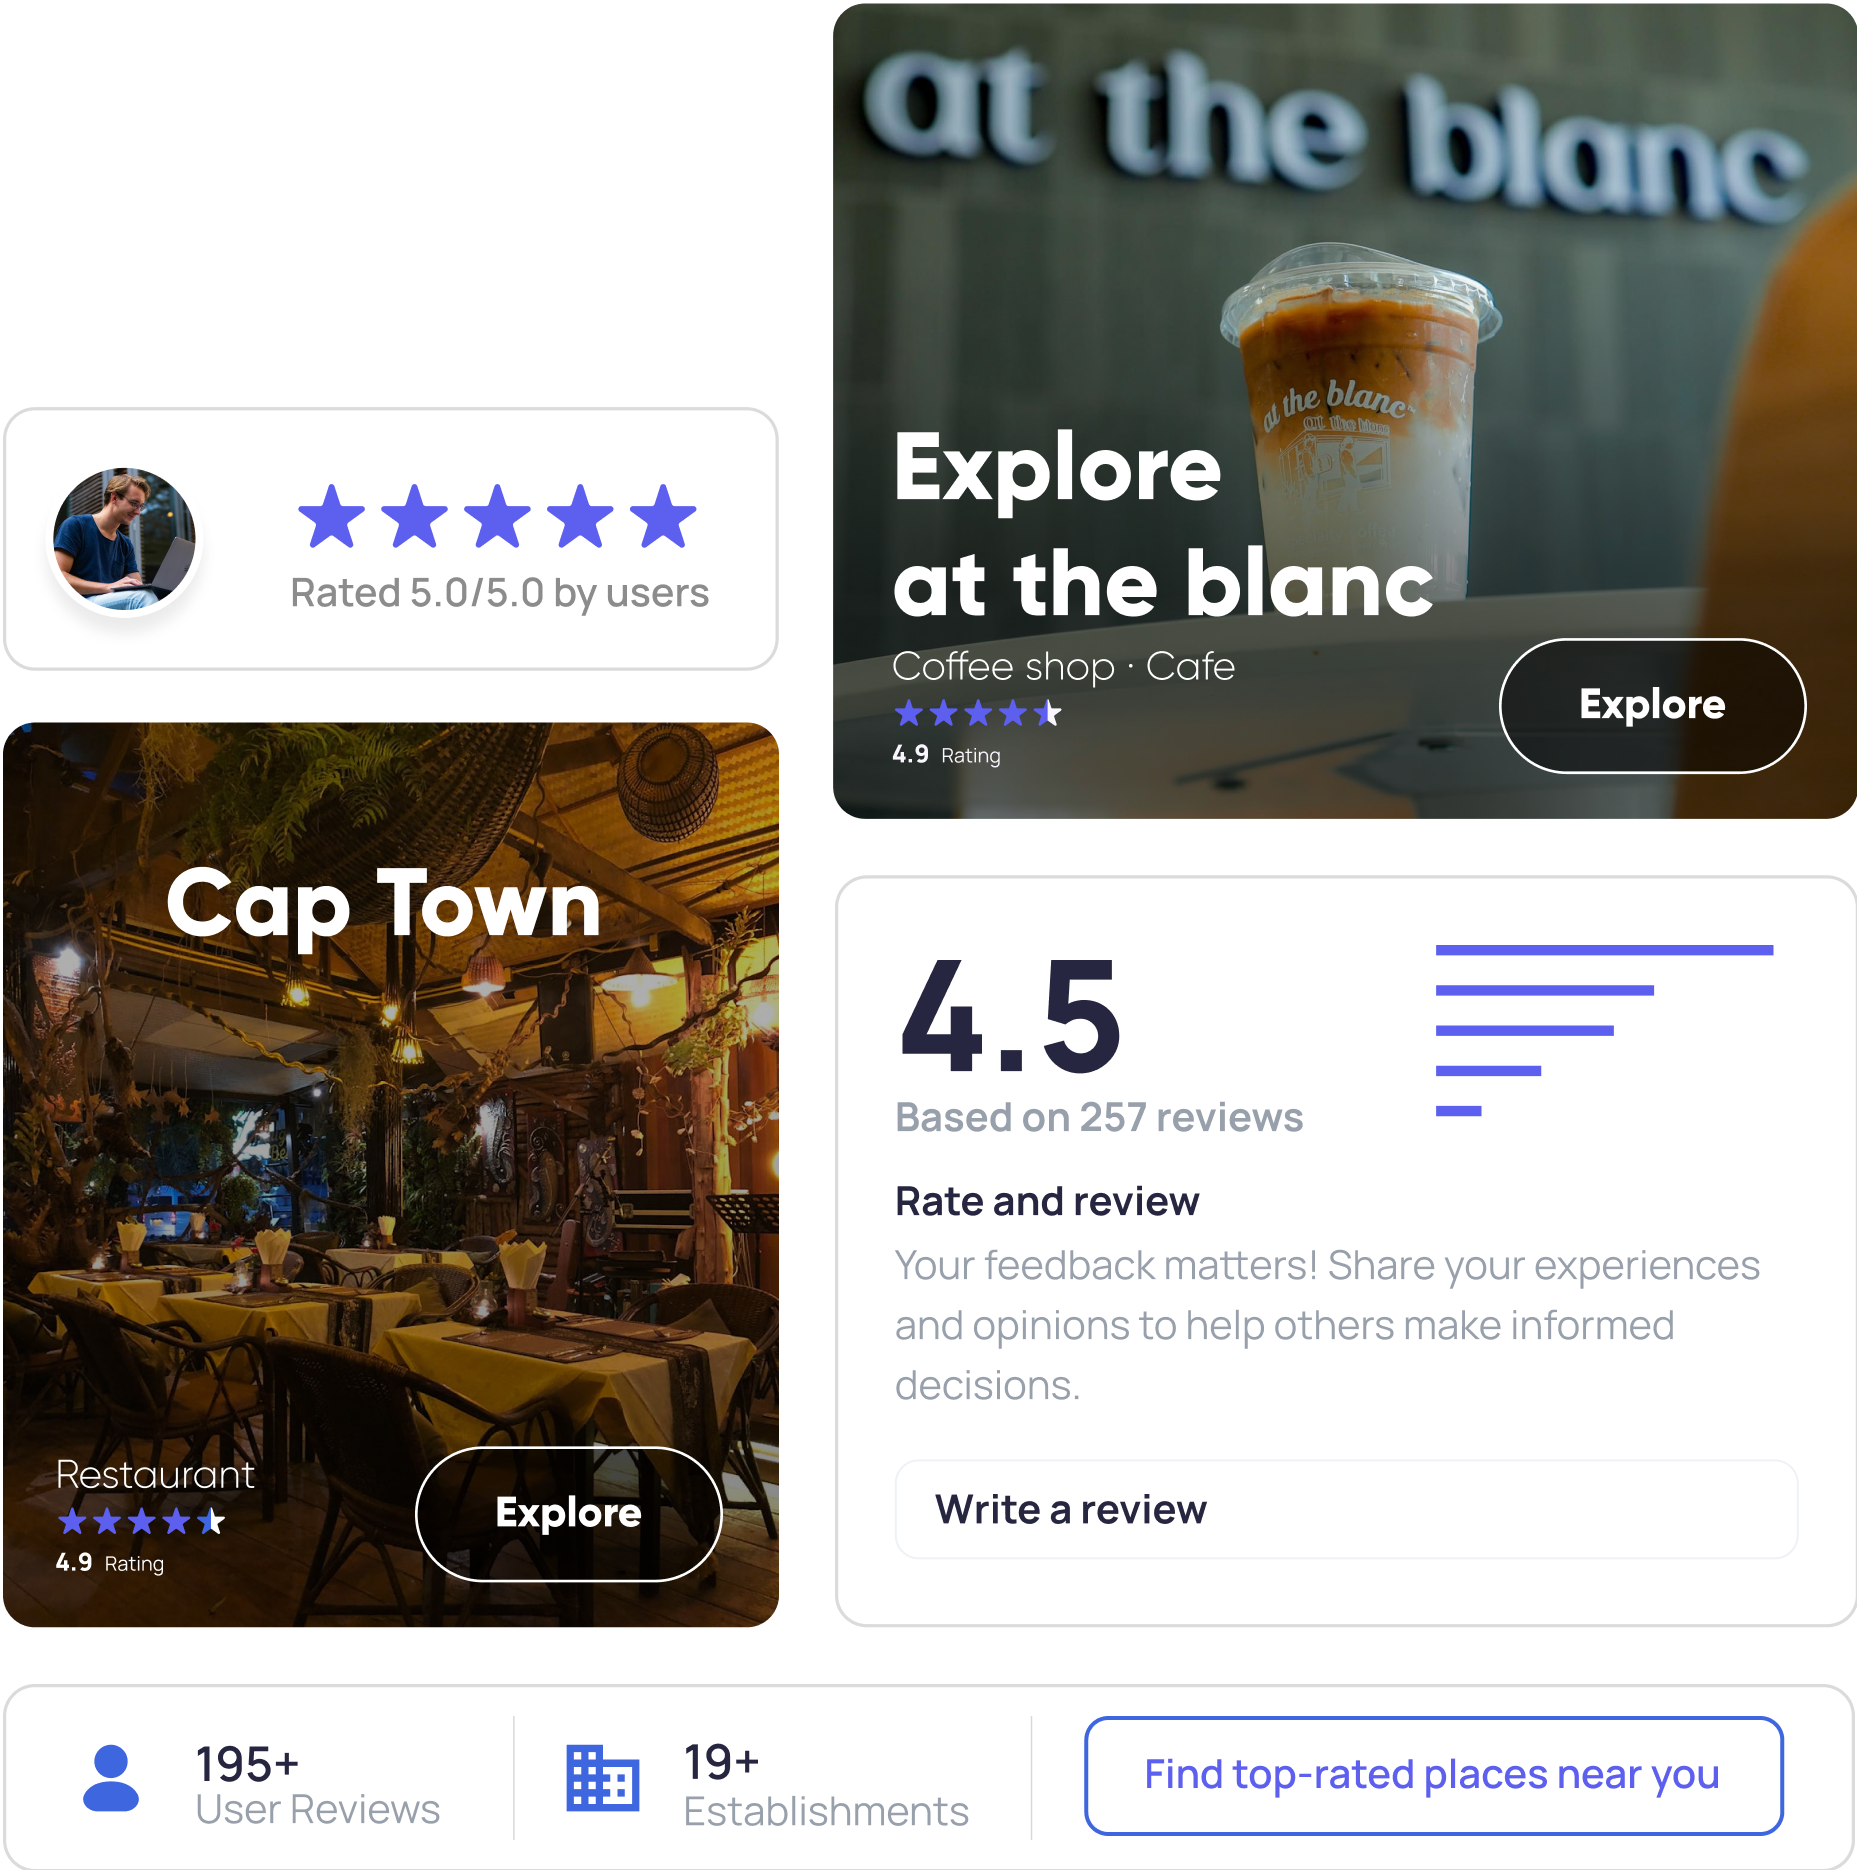 at the blanc
at the blanc
at the blanc
Explore
at the blanc
Coffee shop · Cafe
4.9 Rating
Explore
Rated 5.0/5.0 by users
Cap Town
Restaurant
4.9 Rating
Explore
4.5
Based on 257 reviews
Rate and review
Your feedback matters! Share your experiences
and opinions to help others make informed
decisions.
Write a review
195+
User Reviews
19+
Establishments
Find top-rated places near you